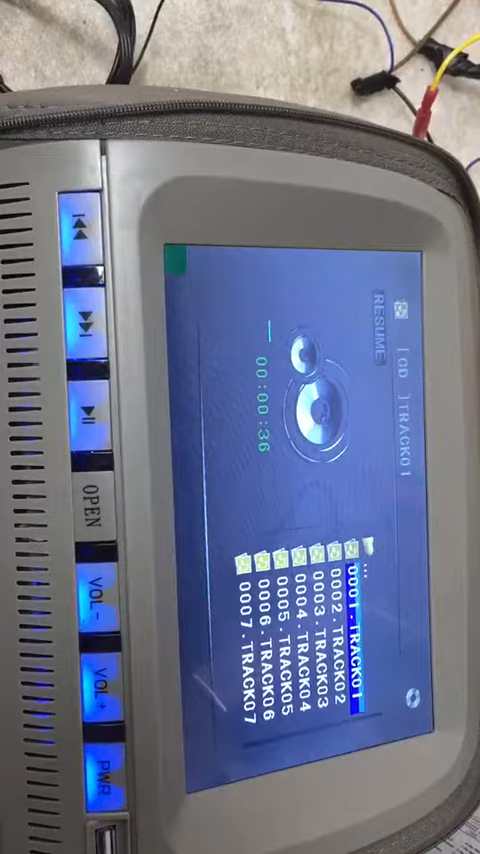 [ CD ]TRACK01
RESUME
00:00:36
...
0001.TRACK01
0002.TRACK02
0003.TRACK03
0004.TRACK04
0005.TRACK05
0006.TRACK06
0007.TRACK07
OPEN
VOL -
VOL+
PWR